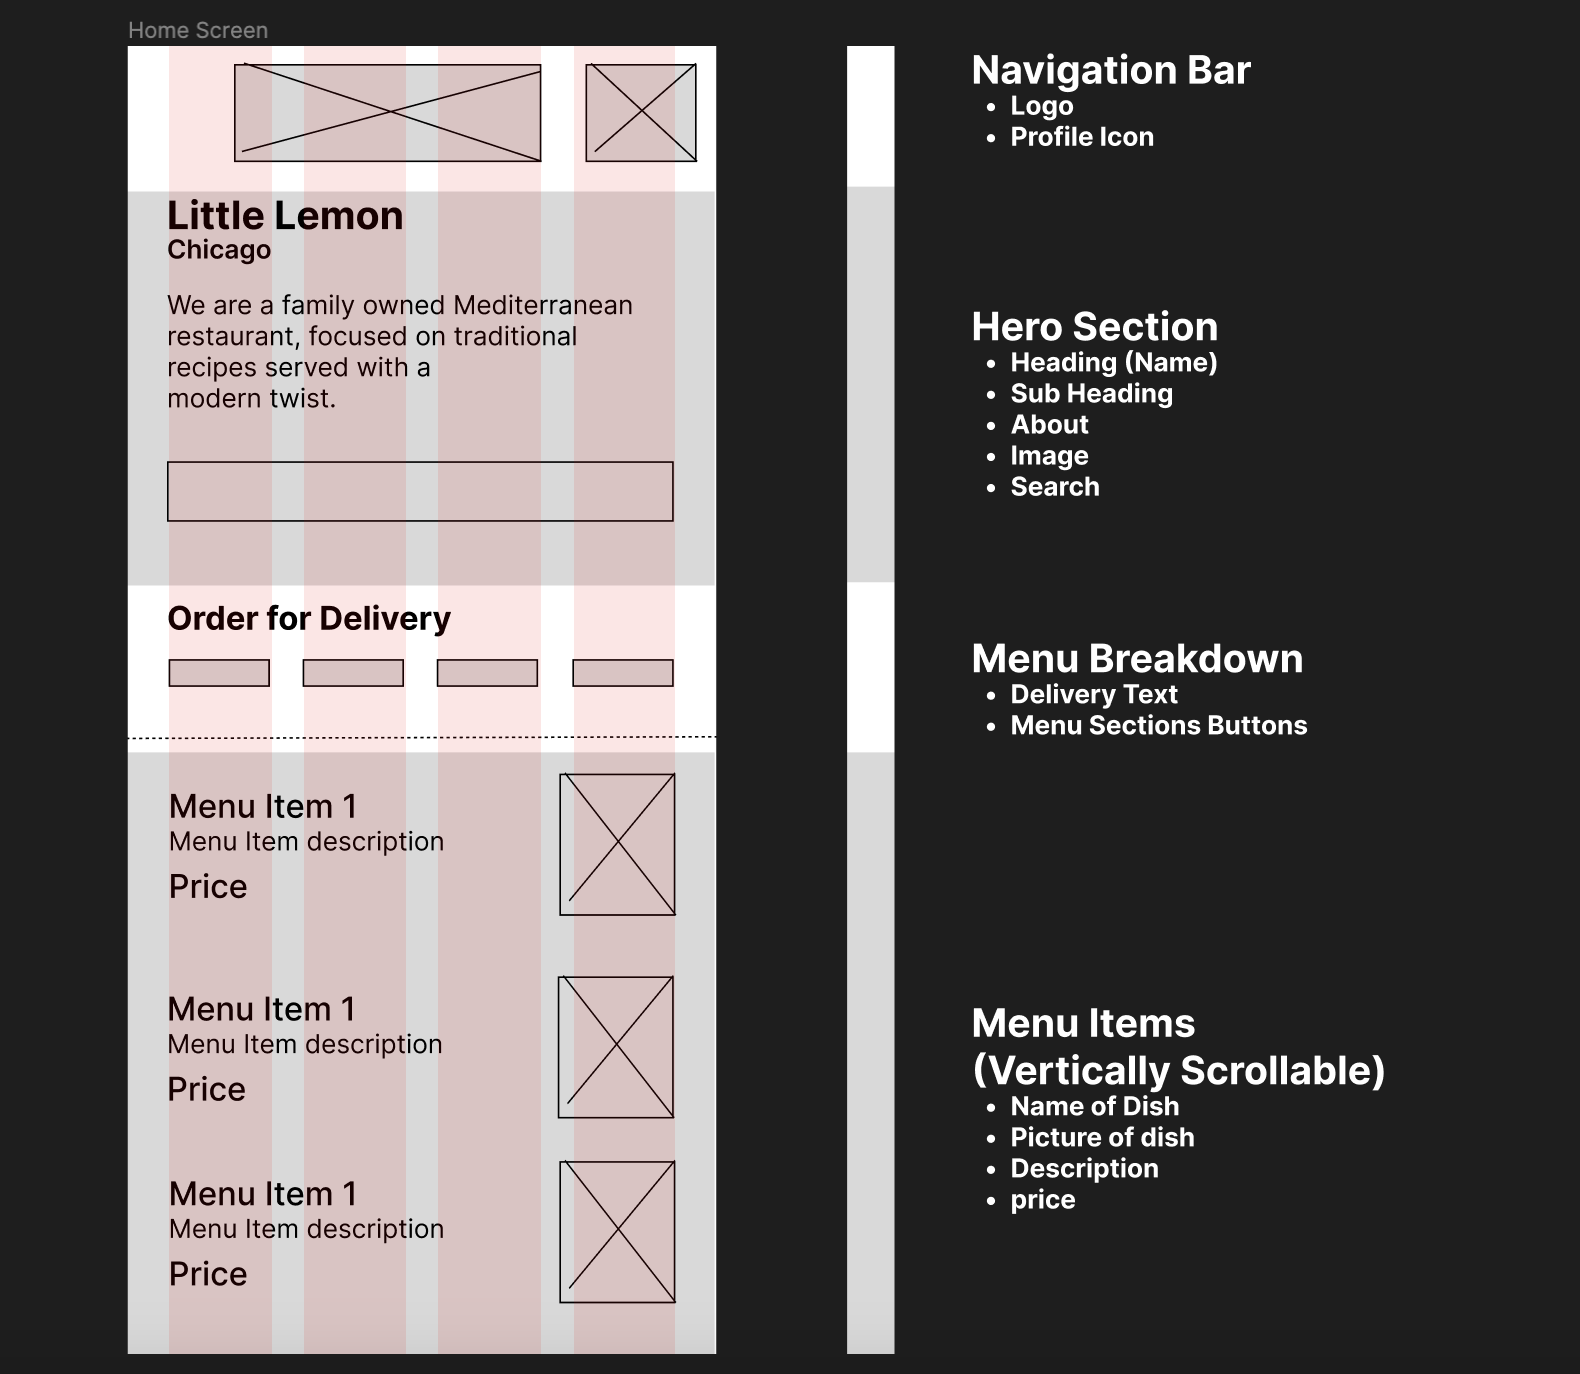 Home Screen
Little Lemon
Chicago
We are a family owned Mediterranean
restaurant, focused on traditional
recipes served with a
modern twist.
Order for Delivery
Menu Item 1
Menu Item description
Price
Menu Item 1
Menu Item description
Price
Menu Item 1
Menu Item description
Price
Navigation Bar
• Logo
• Profile Icon
Hero Section
• Heading (Name)
• Sub Heading
• About
• Image
• Search
Menu Breakdown
• Delivery Text
• Menu Sections Buttons
Menu Items
(Vertically Scrollable)
• Name of Dish
• Picture of dish
• Description
• price